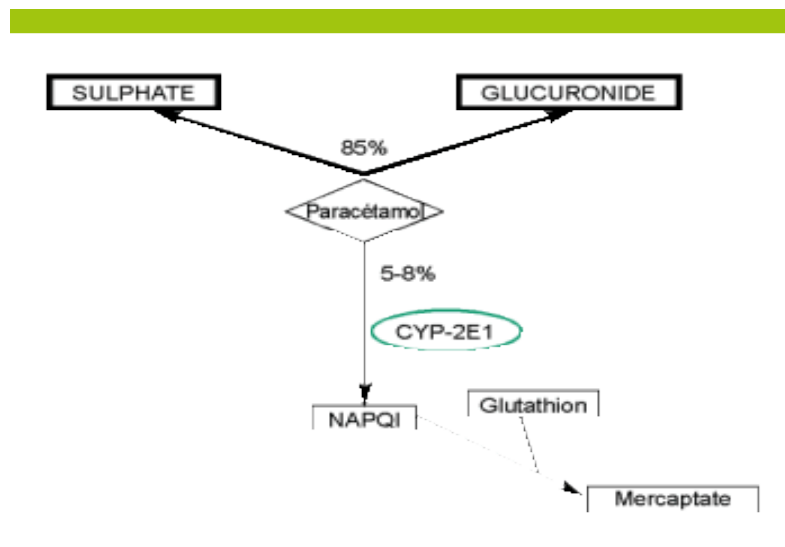 SULPHATE
GLUCURONIDE
85%
Paracétamol
5-8%
CYP-2E1
Glutathion
NAPQI
Mercaptate